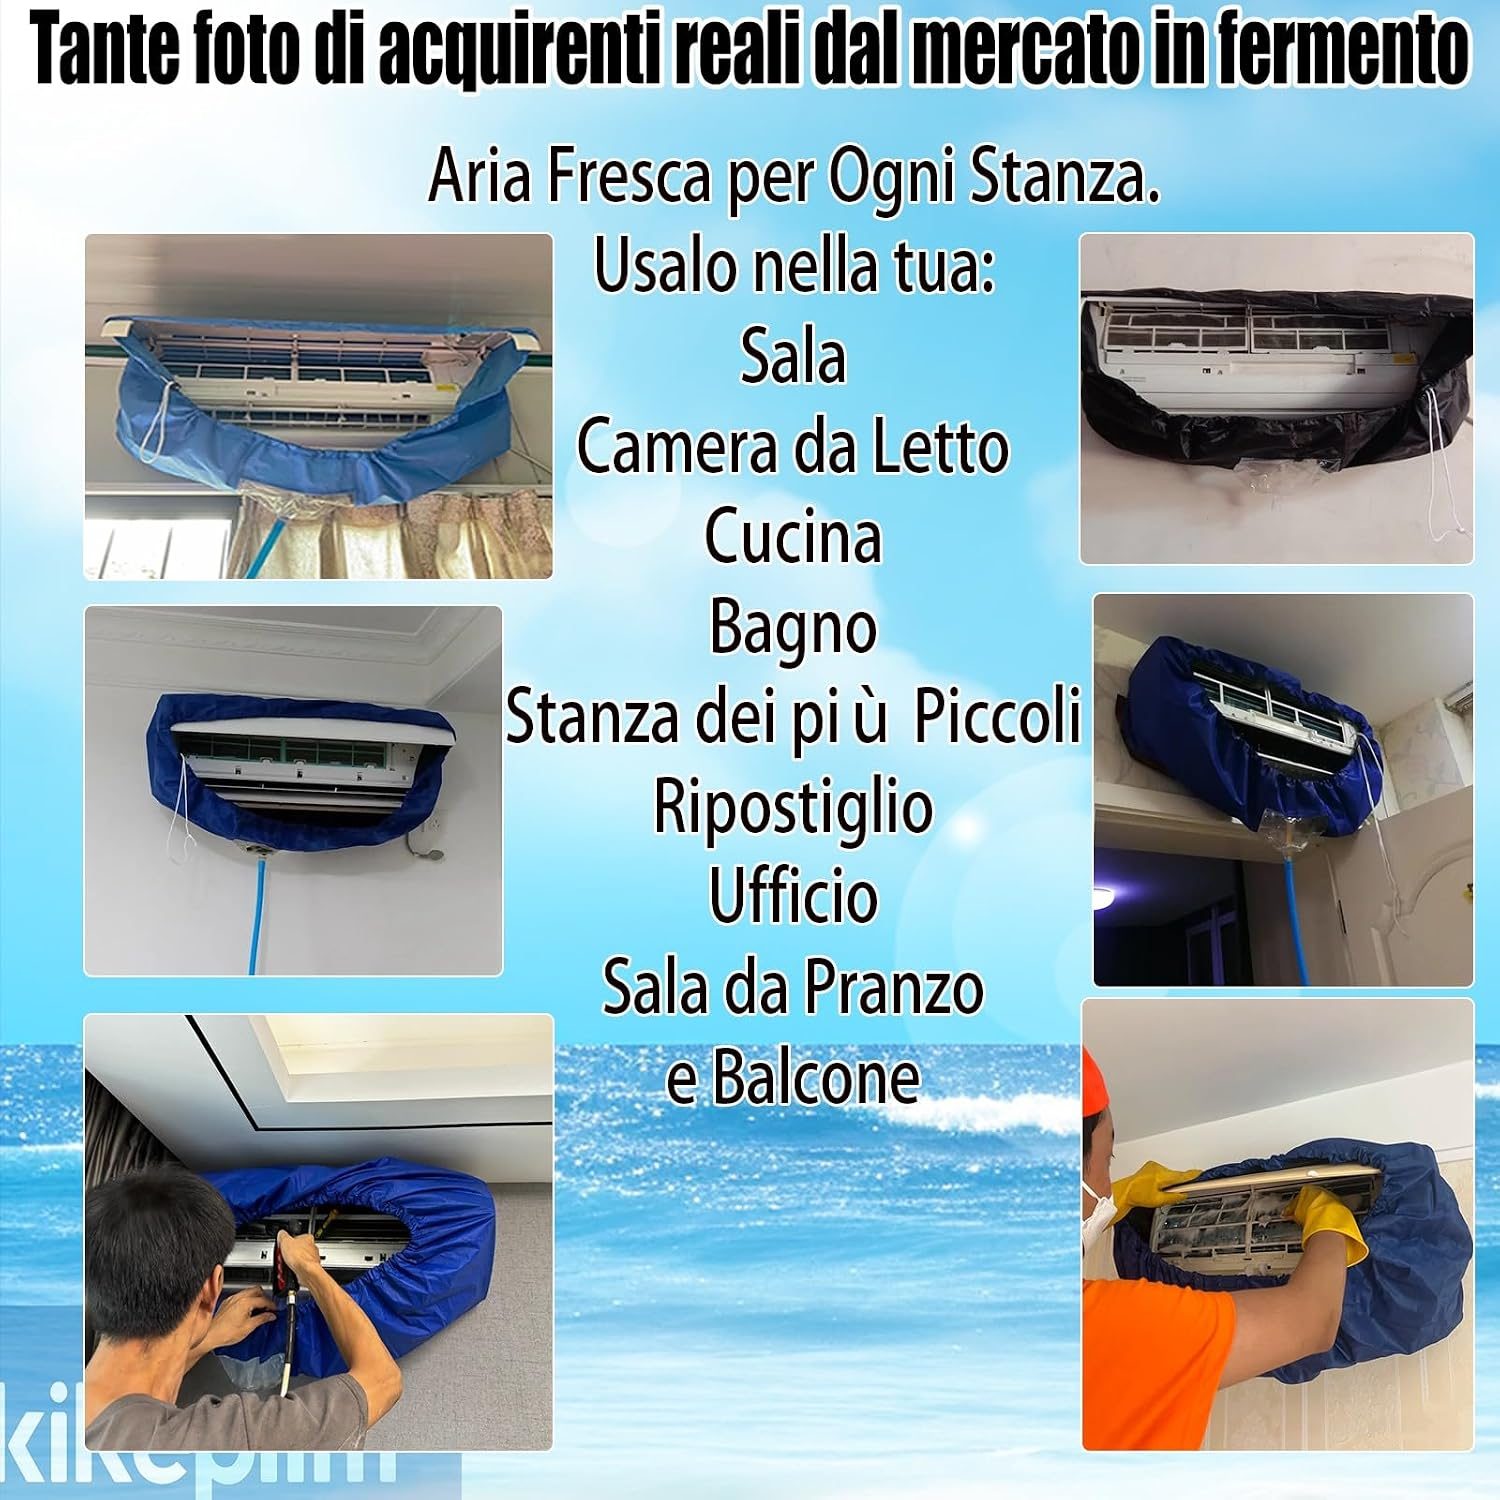 Tante foto di acquirenti reali dal mercato in fermento
Aria Fresca per Ogni Stanza.
Usalo nella tua:
Sala
Camera da Letto
Cucina
Bagno
Stanza dei pi ù Piccoli
Ripostiglio
Ufficio
Sala da Pranzo
e Balcone